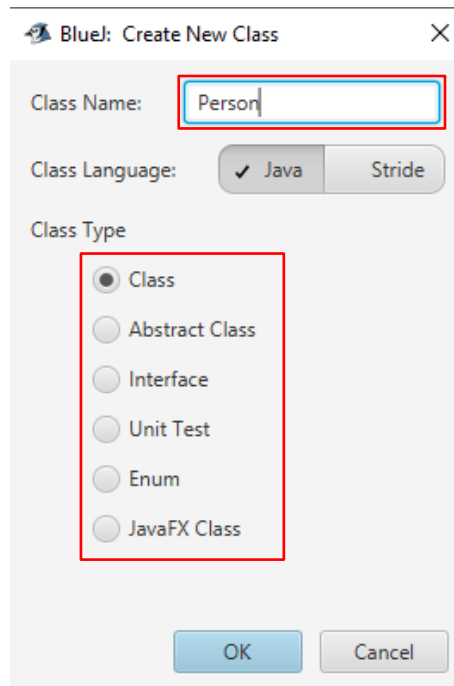 BlueJ: Create New Class
Class Name: Person
Class Language: Java Stride
Class Type
Class
Abstract Class
Interface
Unit Test
Enum
JavaFX Class
OK Cancel